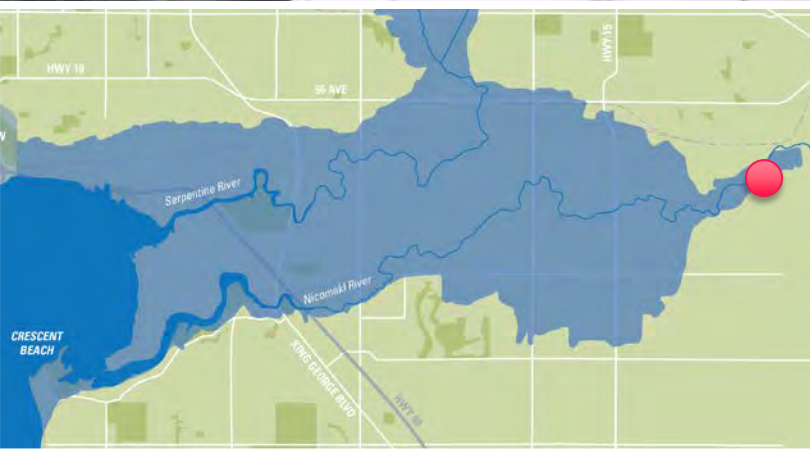 HWY 15
HWY 10
56 AVE
W
Serpentine River
Nicomekl River
CRESCENT
BEACH
KING GEORGE BLVD
HWY 99